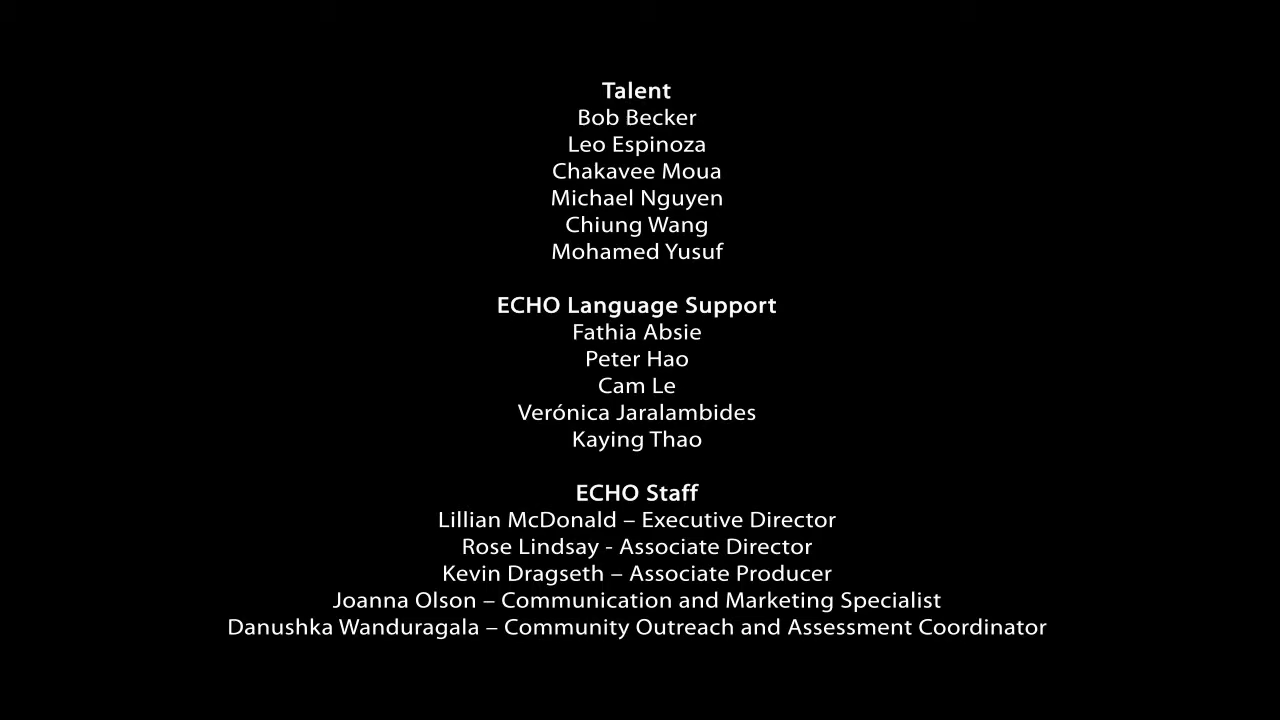 Talent
Bob Becker
Leo Espinoza
Chakavee Moua
Michael Nguyen
Chiung Wang
Mohamed Yusuf
ECHO Language Support
Fathia Absie
Peter Hao
Cam Le
Verónica Jaralambides
Kaying Thao
ECHO Staff
Lillian McDonald – Executive Director
Rose Lindsay - Associate Director
Kevin Dragseth – Associate Producer
Joanna Olson – Communication and Marketing Specialist
Danushka Wanduragala – Community Outreach and Assessment Coordinator